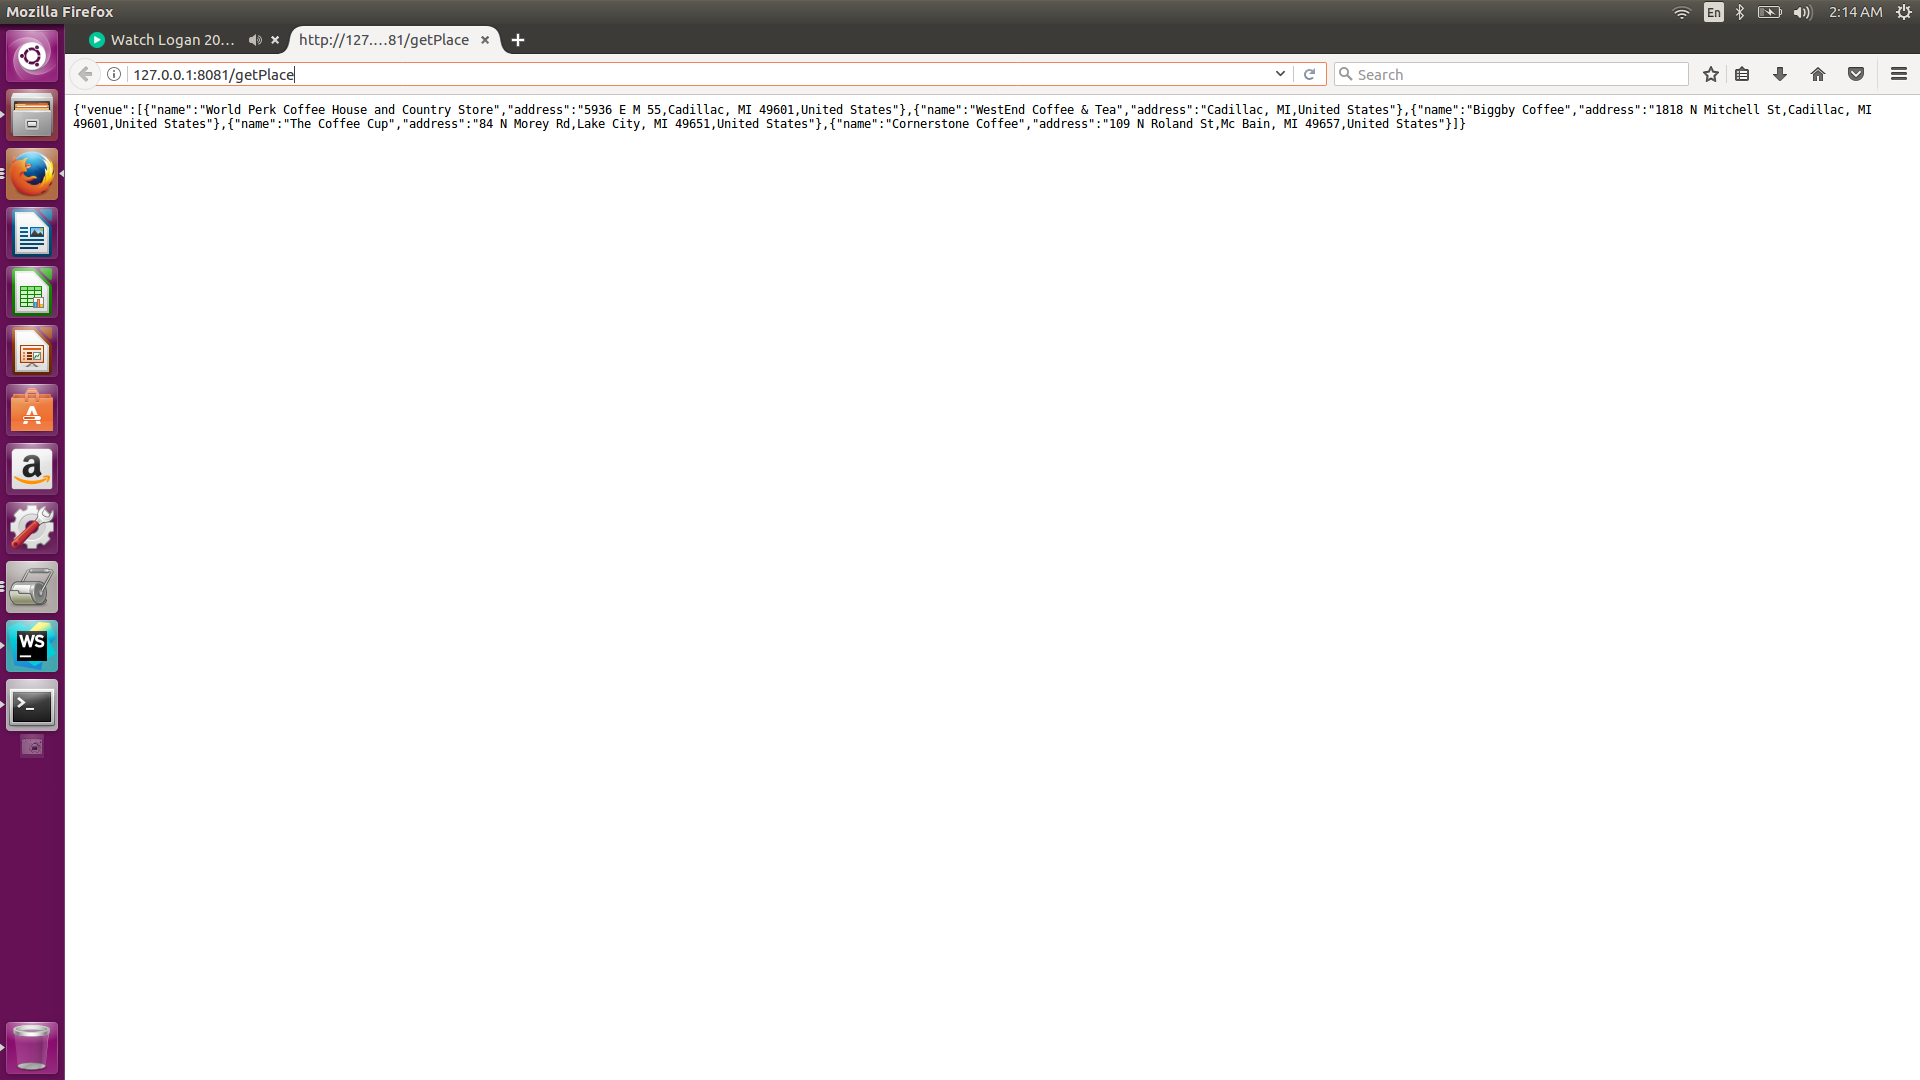 Mozilla Firefox
En
2:14 AM
Watch Logan 20...
http://127....81/getPlace
127.0.0.1:8081/getPlace
Search
{"venue":[{"name":"World Perk Coffee House and Country Store","address":"5936 E M 55,Cadillac, MI 49601,United States"},{"name":"WestEnd Coffee & Tea","address":"Cadillac, MI,United States"},{"name":"Biggby Coffee","address":"1818 N Mitchell St,Cadillac, MI
49601,United States"},{"name":"The Coffee Cup","address":"84 N Morey Rd,Lake City, MI 49651,United States"},{"name":"Cornerstone Coffee","address":"109 N Roland St,Mc Bain, MI 49657,United States"}]}
A
a
WS
>_